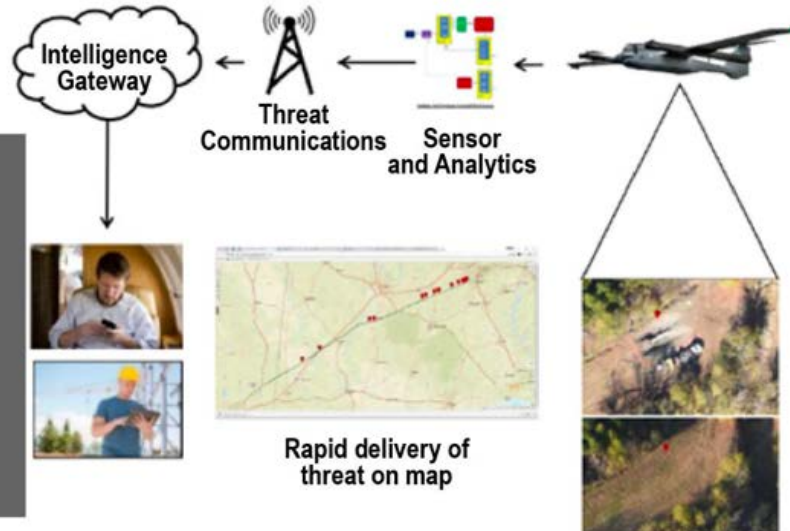 Intelligence
Gateway
Threat
Communications
Sensor
and Analytics
Rapid delivery of
threat on map